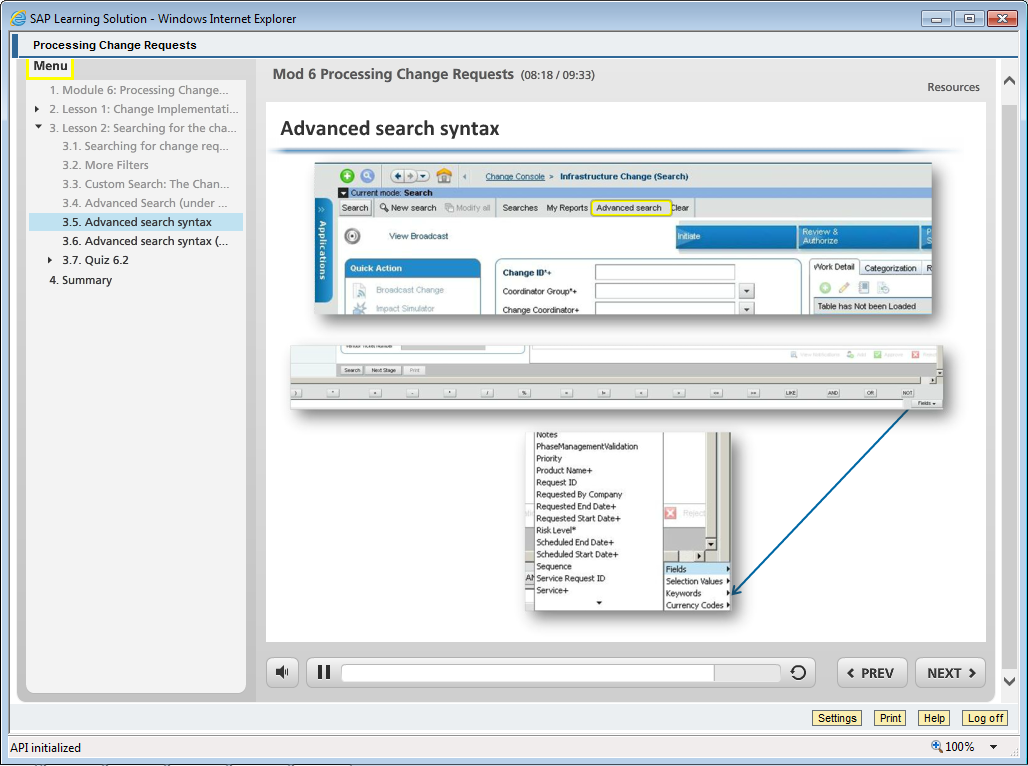 SAP Learning Solution - Windows Internet Explorer
Processing Change Requests
Menu
1. Module 6: Processing Change...
2. Lesson 1: Change Implementati...
3. Lesson 2: Searching for the cha...
3.1. Searching for change req...
3.2. More Filters
3.3. Custom Search: The Chan...
3.4. Advanced Search (under ...
3.5. Advanced search syntax
3.6. Advanced search syntax (...
3.7. Quiz 6.2
4. Summary
Mod 6 Processing Change Requests (08:18 / 09:33)
Resources
Advanced search syntax
Change Console > Infrastructure Change (Search)
Current mode: Search
Search New search Modify all Searches My Reports Advanced search Clear
Applications
View Broadcast
Initiate
Review & Authorize
Quick Action
Broadcast Change
Impact Simulator
Change ID*+
Coordinator Group*+
Change Coordinator+
Work Detail Categorization R
Table has Not been Loaded
Search Next Stage Print
LIKE AND OR NOT
Fields
Notes
PhaseManagementValidation
Priority
Product Name+
Request ID
Requested By Company
Requested End Date+
Requested Start Date+
Risk Level*
Scheduled End Date+
Scheduled Start Date+
Sequence
Service Request ID
Service+
Reject
Fields
Selection Values
Keywords
Currency Codes
PREV NEXT
Settings Print Help Log off
API initialized
100%